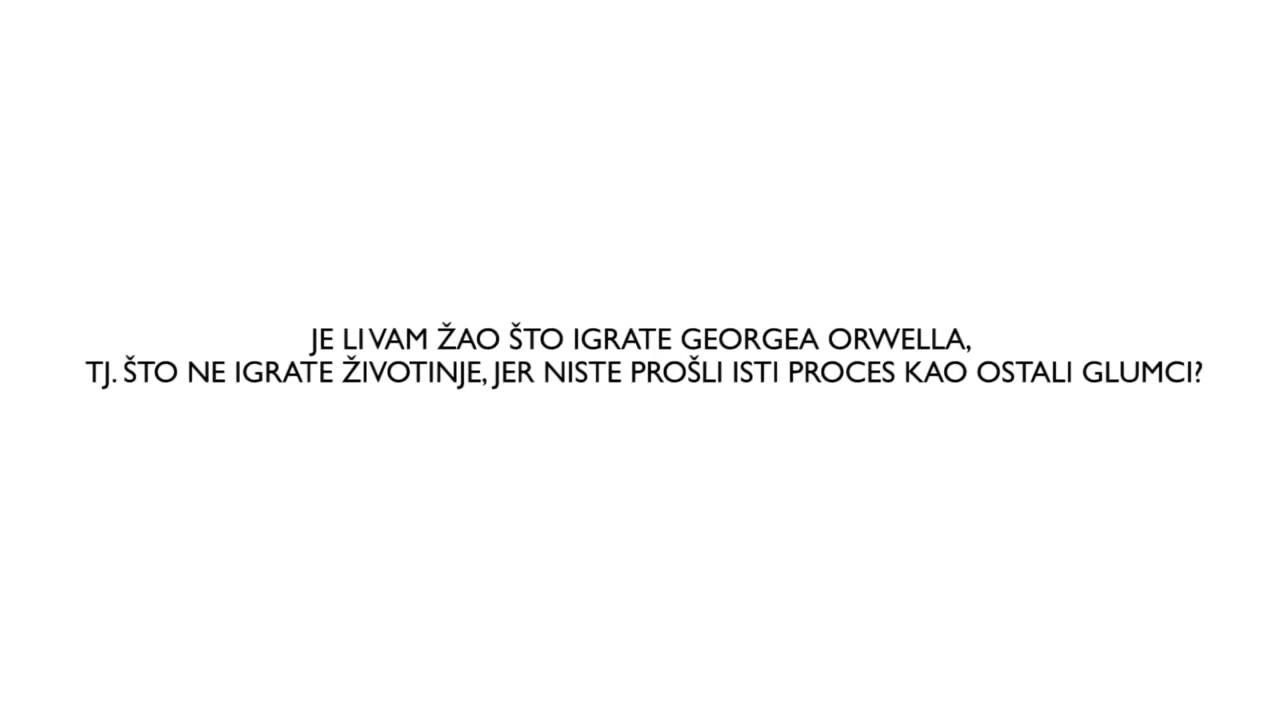 JE LI VAM ŽAO ŠTO IGRATE GEORGEA ORWELLA,
TJ. ŠTO NE IGRATE ŽIVOTINJE, JER NISTE PROŠLI ISTI PROCES KAO OSTALI GLUMCI?